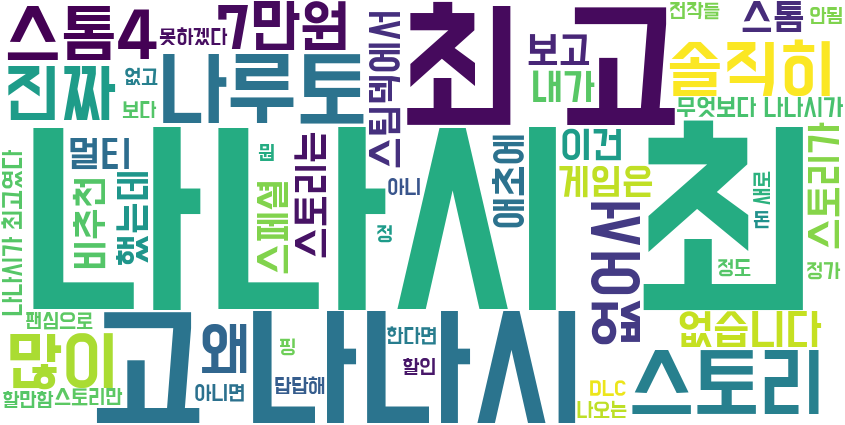 스톰4
못하겠다
7만원
스팀덱에서
최고
보고
내가
전작들
스톰
안됨
솔직히
무엇보다 나나시가
진짜
없고
보다
나루토
나나시 최
멀티
뭔
스토리는
아니
애초에
이건
게임은
스토리가
나나시가 최고였다
비추천
했는데
스페셜
정
없어서
새로
온
정도
정가
팬심으로
많이
할만함
스토리만
고 나나시
왜
아니면
핑
답답해
한다면
할인
없습니다
스토리
DLC
나오는